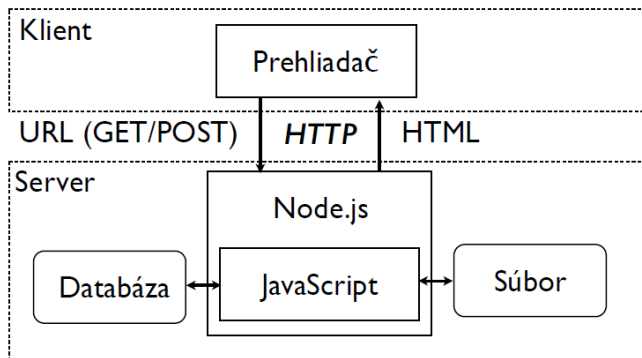 Klient
Prehliadač
URL (GET/POST) HTTP HTML
Server
Node.js
Databáza JavaScript Súbor